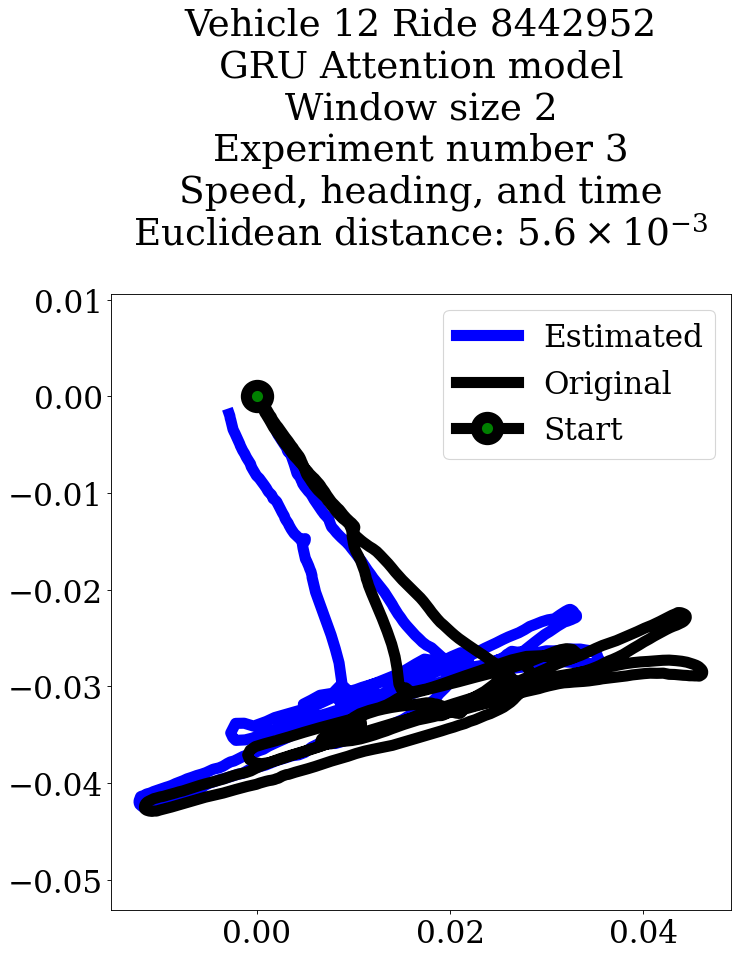 Vehicle 12 Ride 8442952
GRU Attention model
Window size 2
Experiment number 3
Speed, heading, and time
Euclidean distance: 5.6 × 10⁻³
0.01
0.00
−0.01
−0.02
−0.03
−0.04
−0.05
Estimated
Original
Start
0.00 0.02 0.04